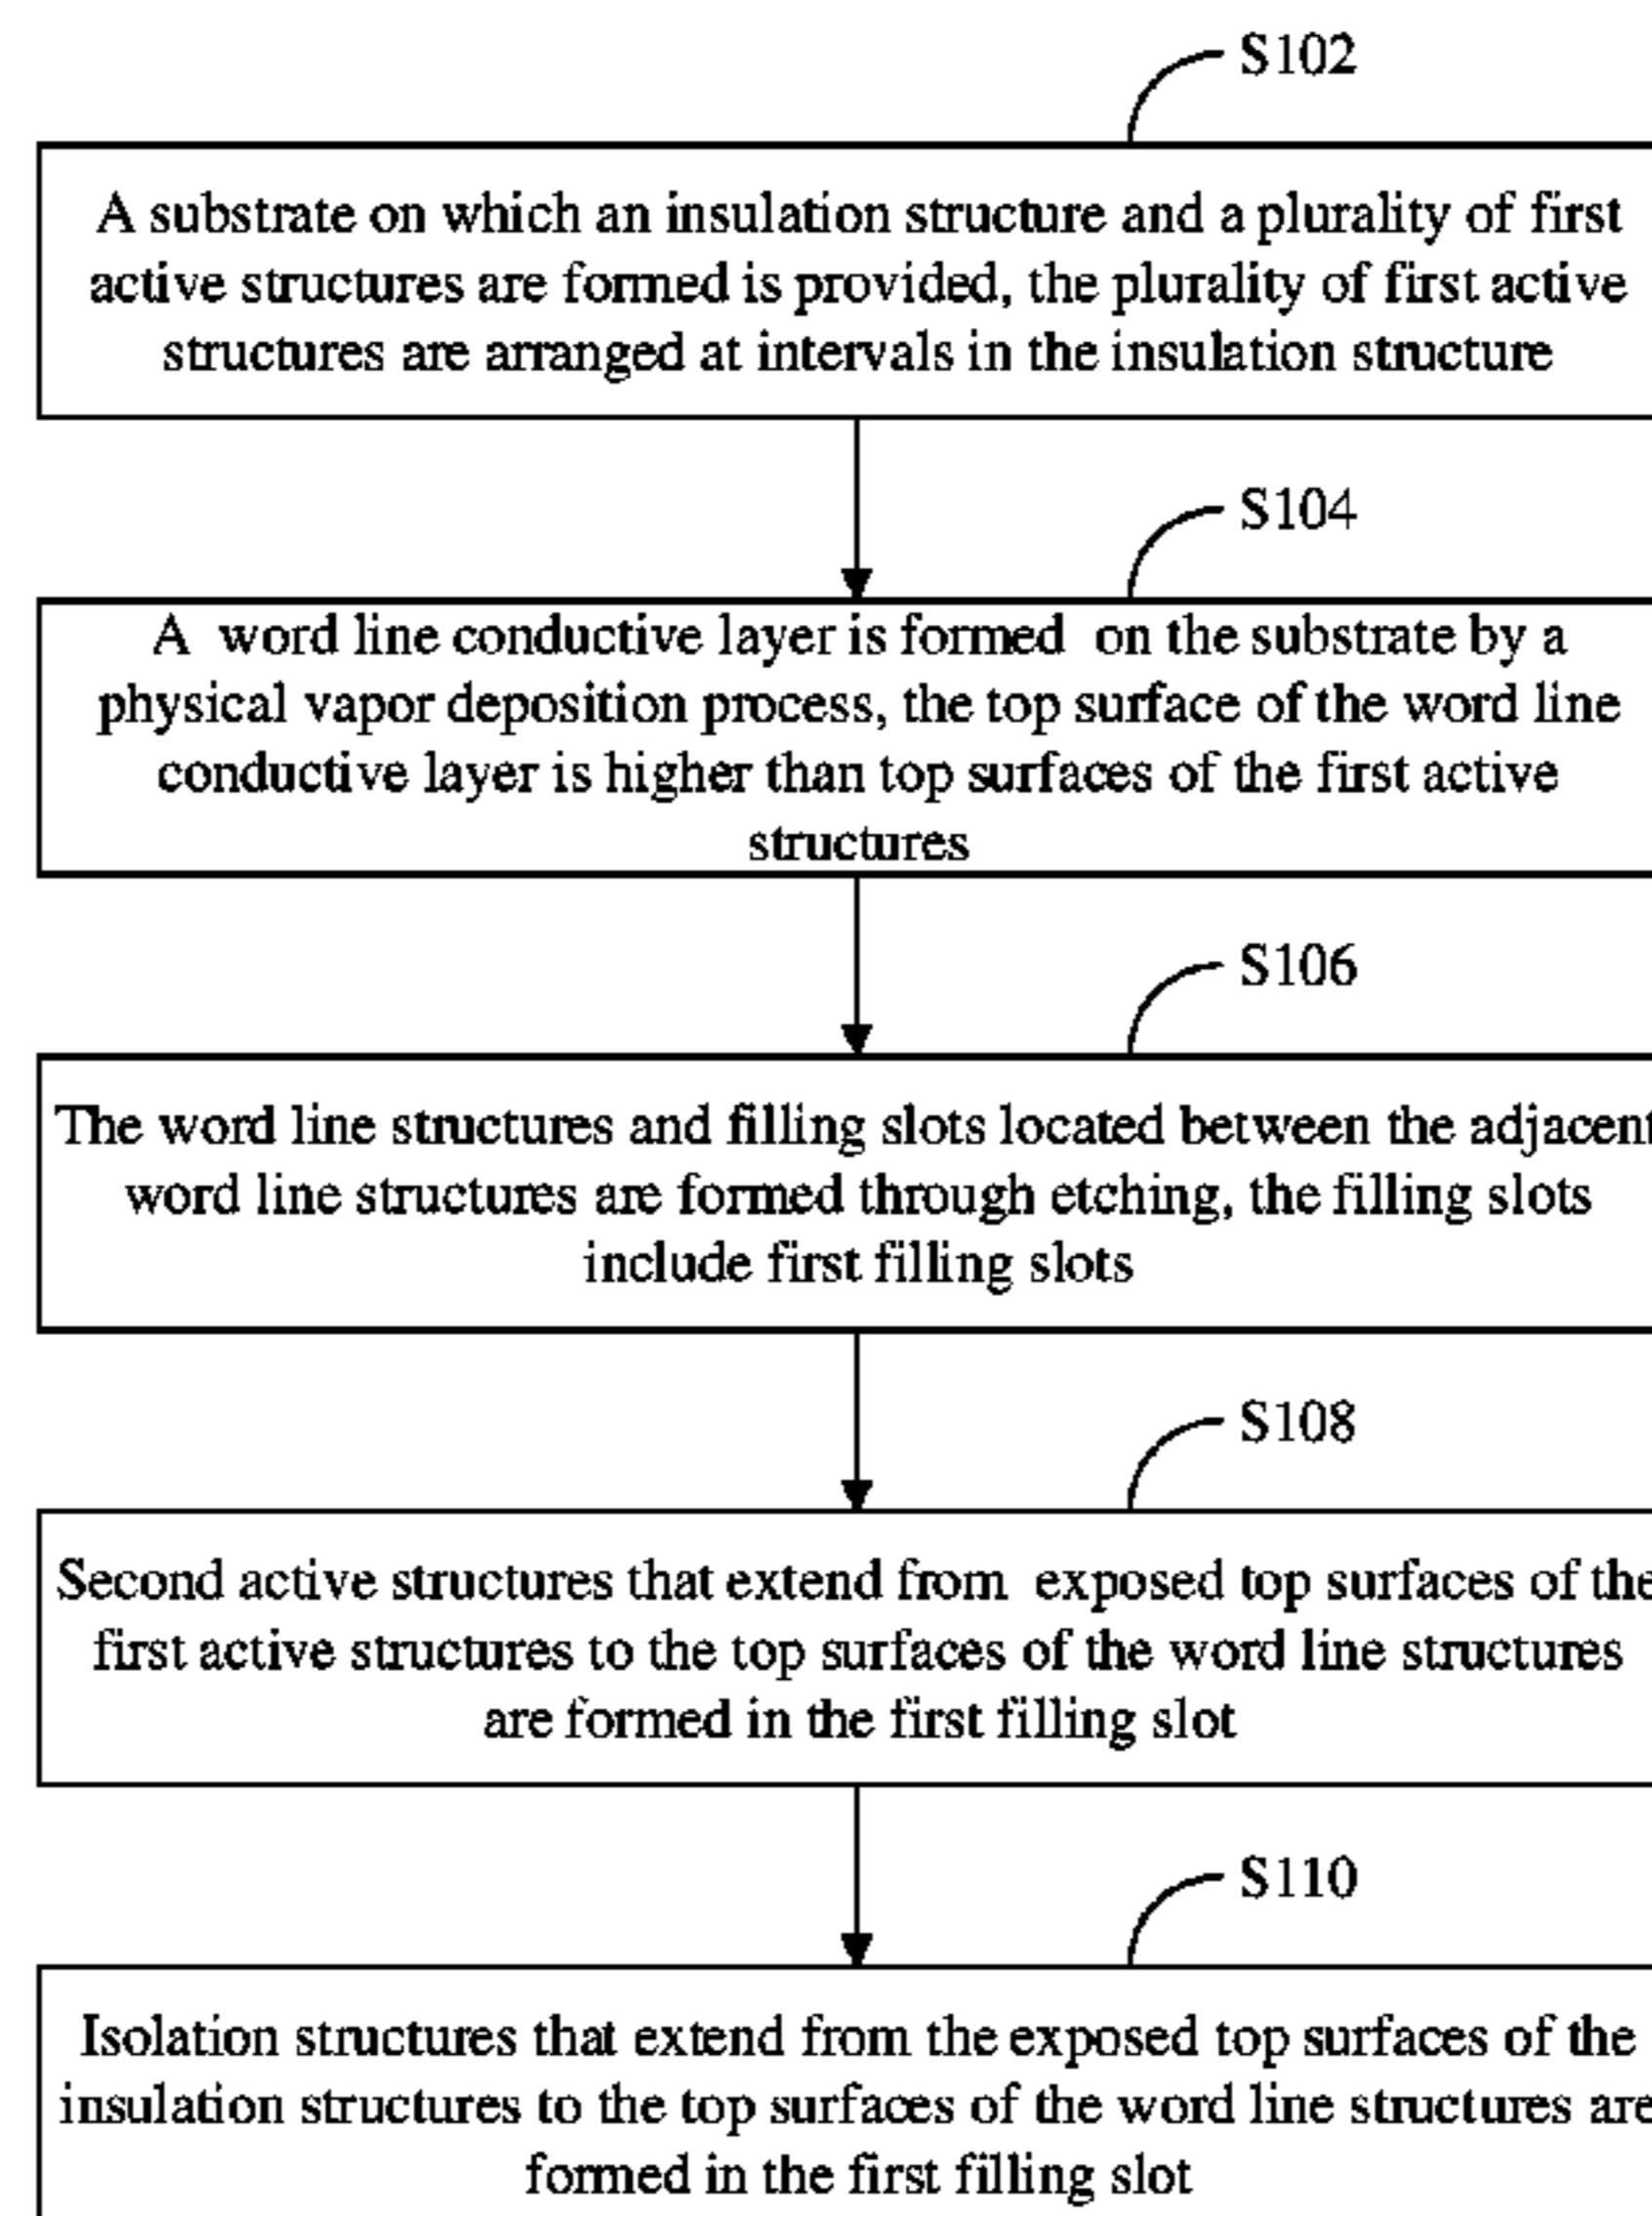 S102
A substrate on which an insulation structure and a plurality of first
active structures are formed is provided, the plurality of first active
structures are arranged at intervals in the insulation structure
S104
A word line conductive layer is formed on the substrate by a
physical vapor deposition process, the top surface of the word line
conductive layer is higher than top surfaces of the first active
structures
S106
The word line structures and filling slots located between the adjacent
word line structures are formed through etching, the filling slots
include first filling slots
S108
Second active structures that extend from exposed top surfaces of the
first active structures to the top surfaces of the word line structures
are formed in the first filling slot
S110
Isolation structures that extend from the exposed top surfaces of the
insulation structures to the top surfaces of the word line structures are
formed in the first filling slot